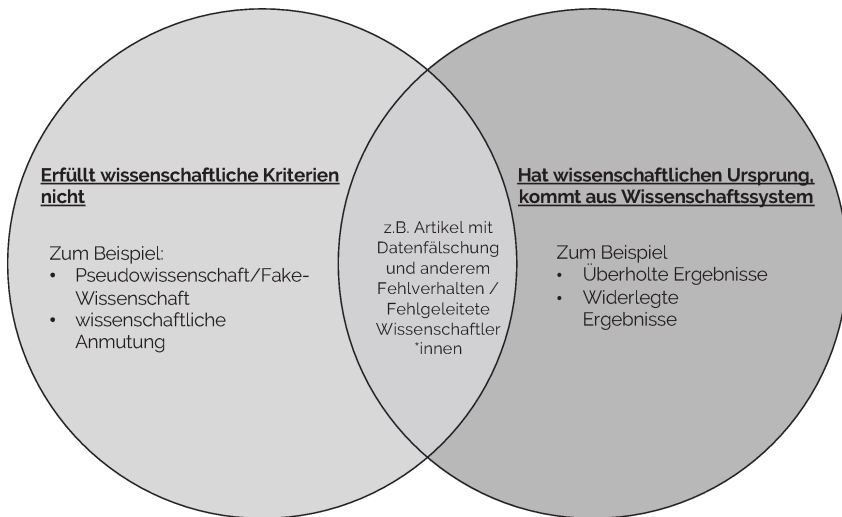 Erfüllt wissenschaftliche Kriterien
nicht
Zum Beispiel:
• Pseudowissenschaft/Fake-
Wissenschaft
• wissenschaftliche
Anmutung
z.B. Artikel mit
Datenfälschung
und anderem
Fehlverhalten /
Fehlgeleitete
Wissenschaftler
*innen
Hat wissenschaftlichen Ursprung,
kommt aus Wissenschaftssystem
Zum Beispiel
• Überholte Ergebnisse
• Widerlegte
Ergebnisse